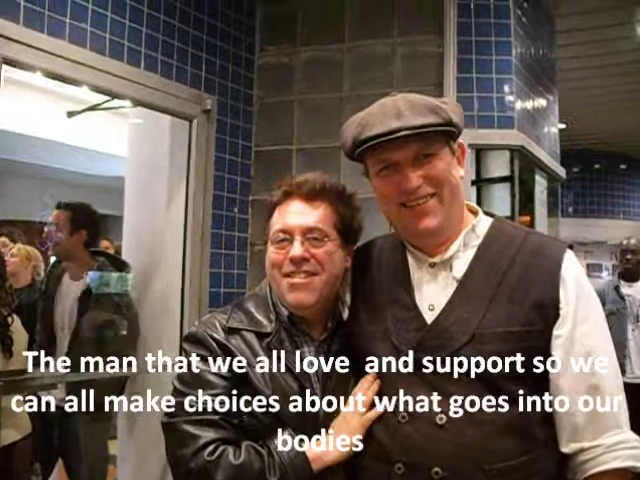 The man that we all love  and support so we
can all make choices about what goes into our
bodies